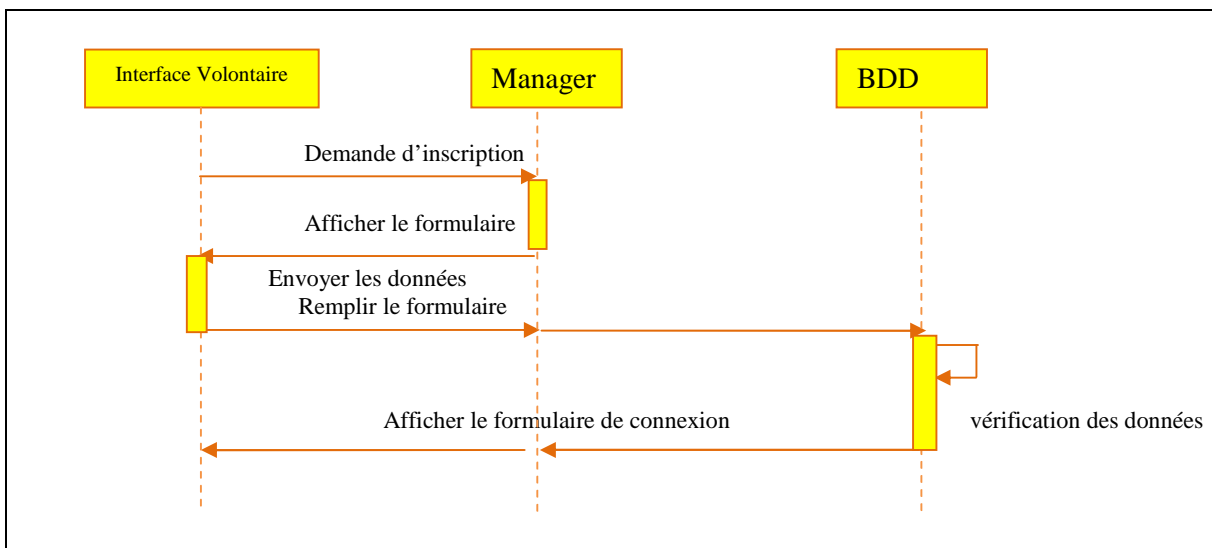 Interface Volontaire
Manager
BDD
Demande d’inscription
Afficher le formulaire
Envoyer les données
Remplir le formulaire
Afficher le formulaire de connexion
vérification des données